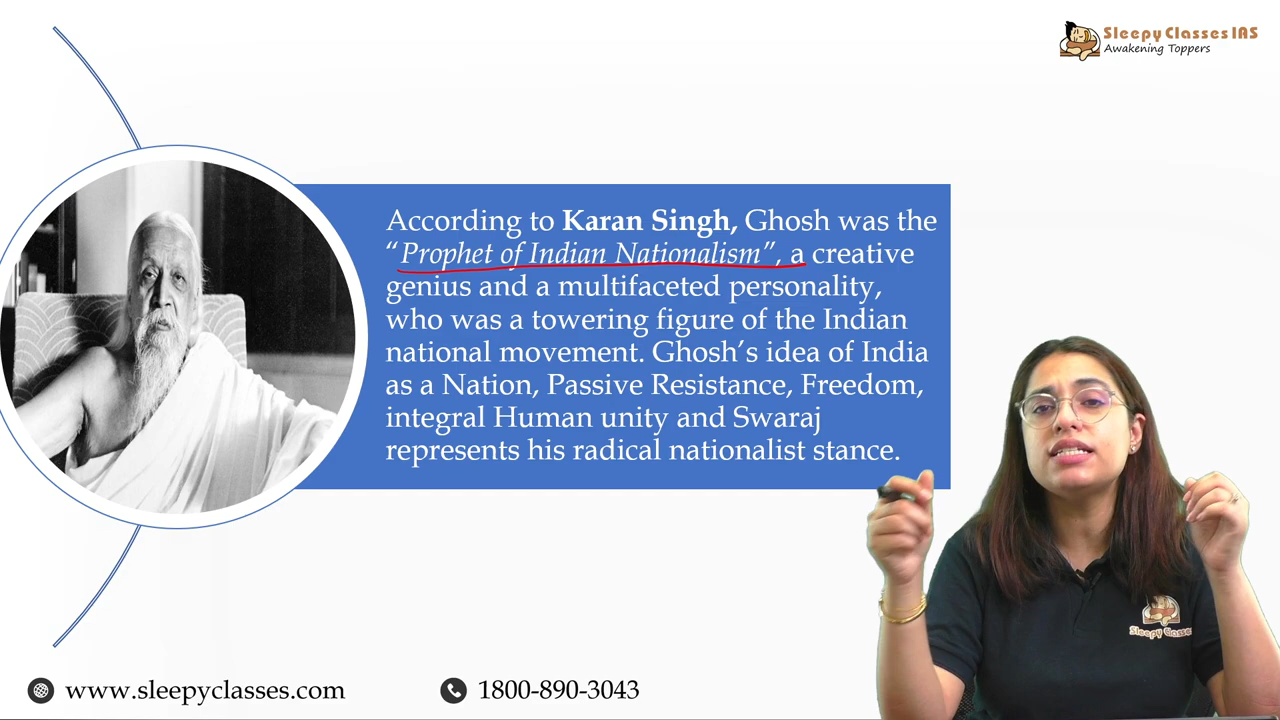 Sleepy Classes IAS
Awakening Toppers
According to Karan Singh, Ghosh was the
“Prophet of Indian Nationalism”, a creative
genius and a multifaceted personality,
who was a towering figure of the Indian
national movement. Ghosh’s idea of India
as a Nation, Passive Resistance, Freedom,
integral Human unity and Swaraj
represents his radical nationalist stance.
Sleepy Classes
www.sleepyclasses.com
1800-890-3043